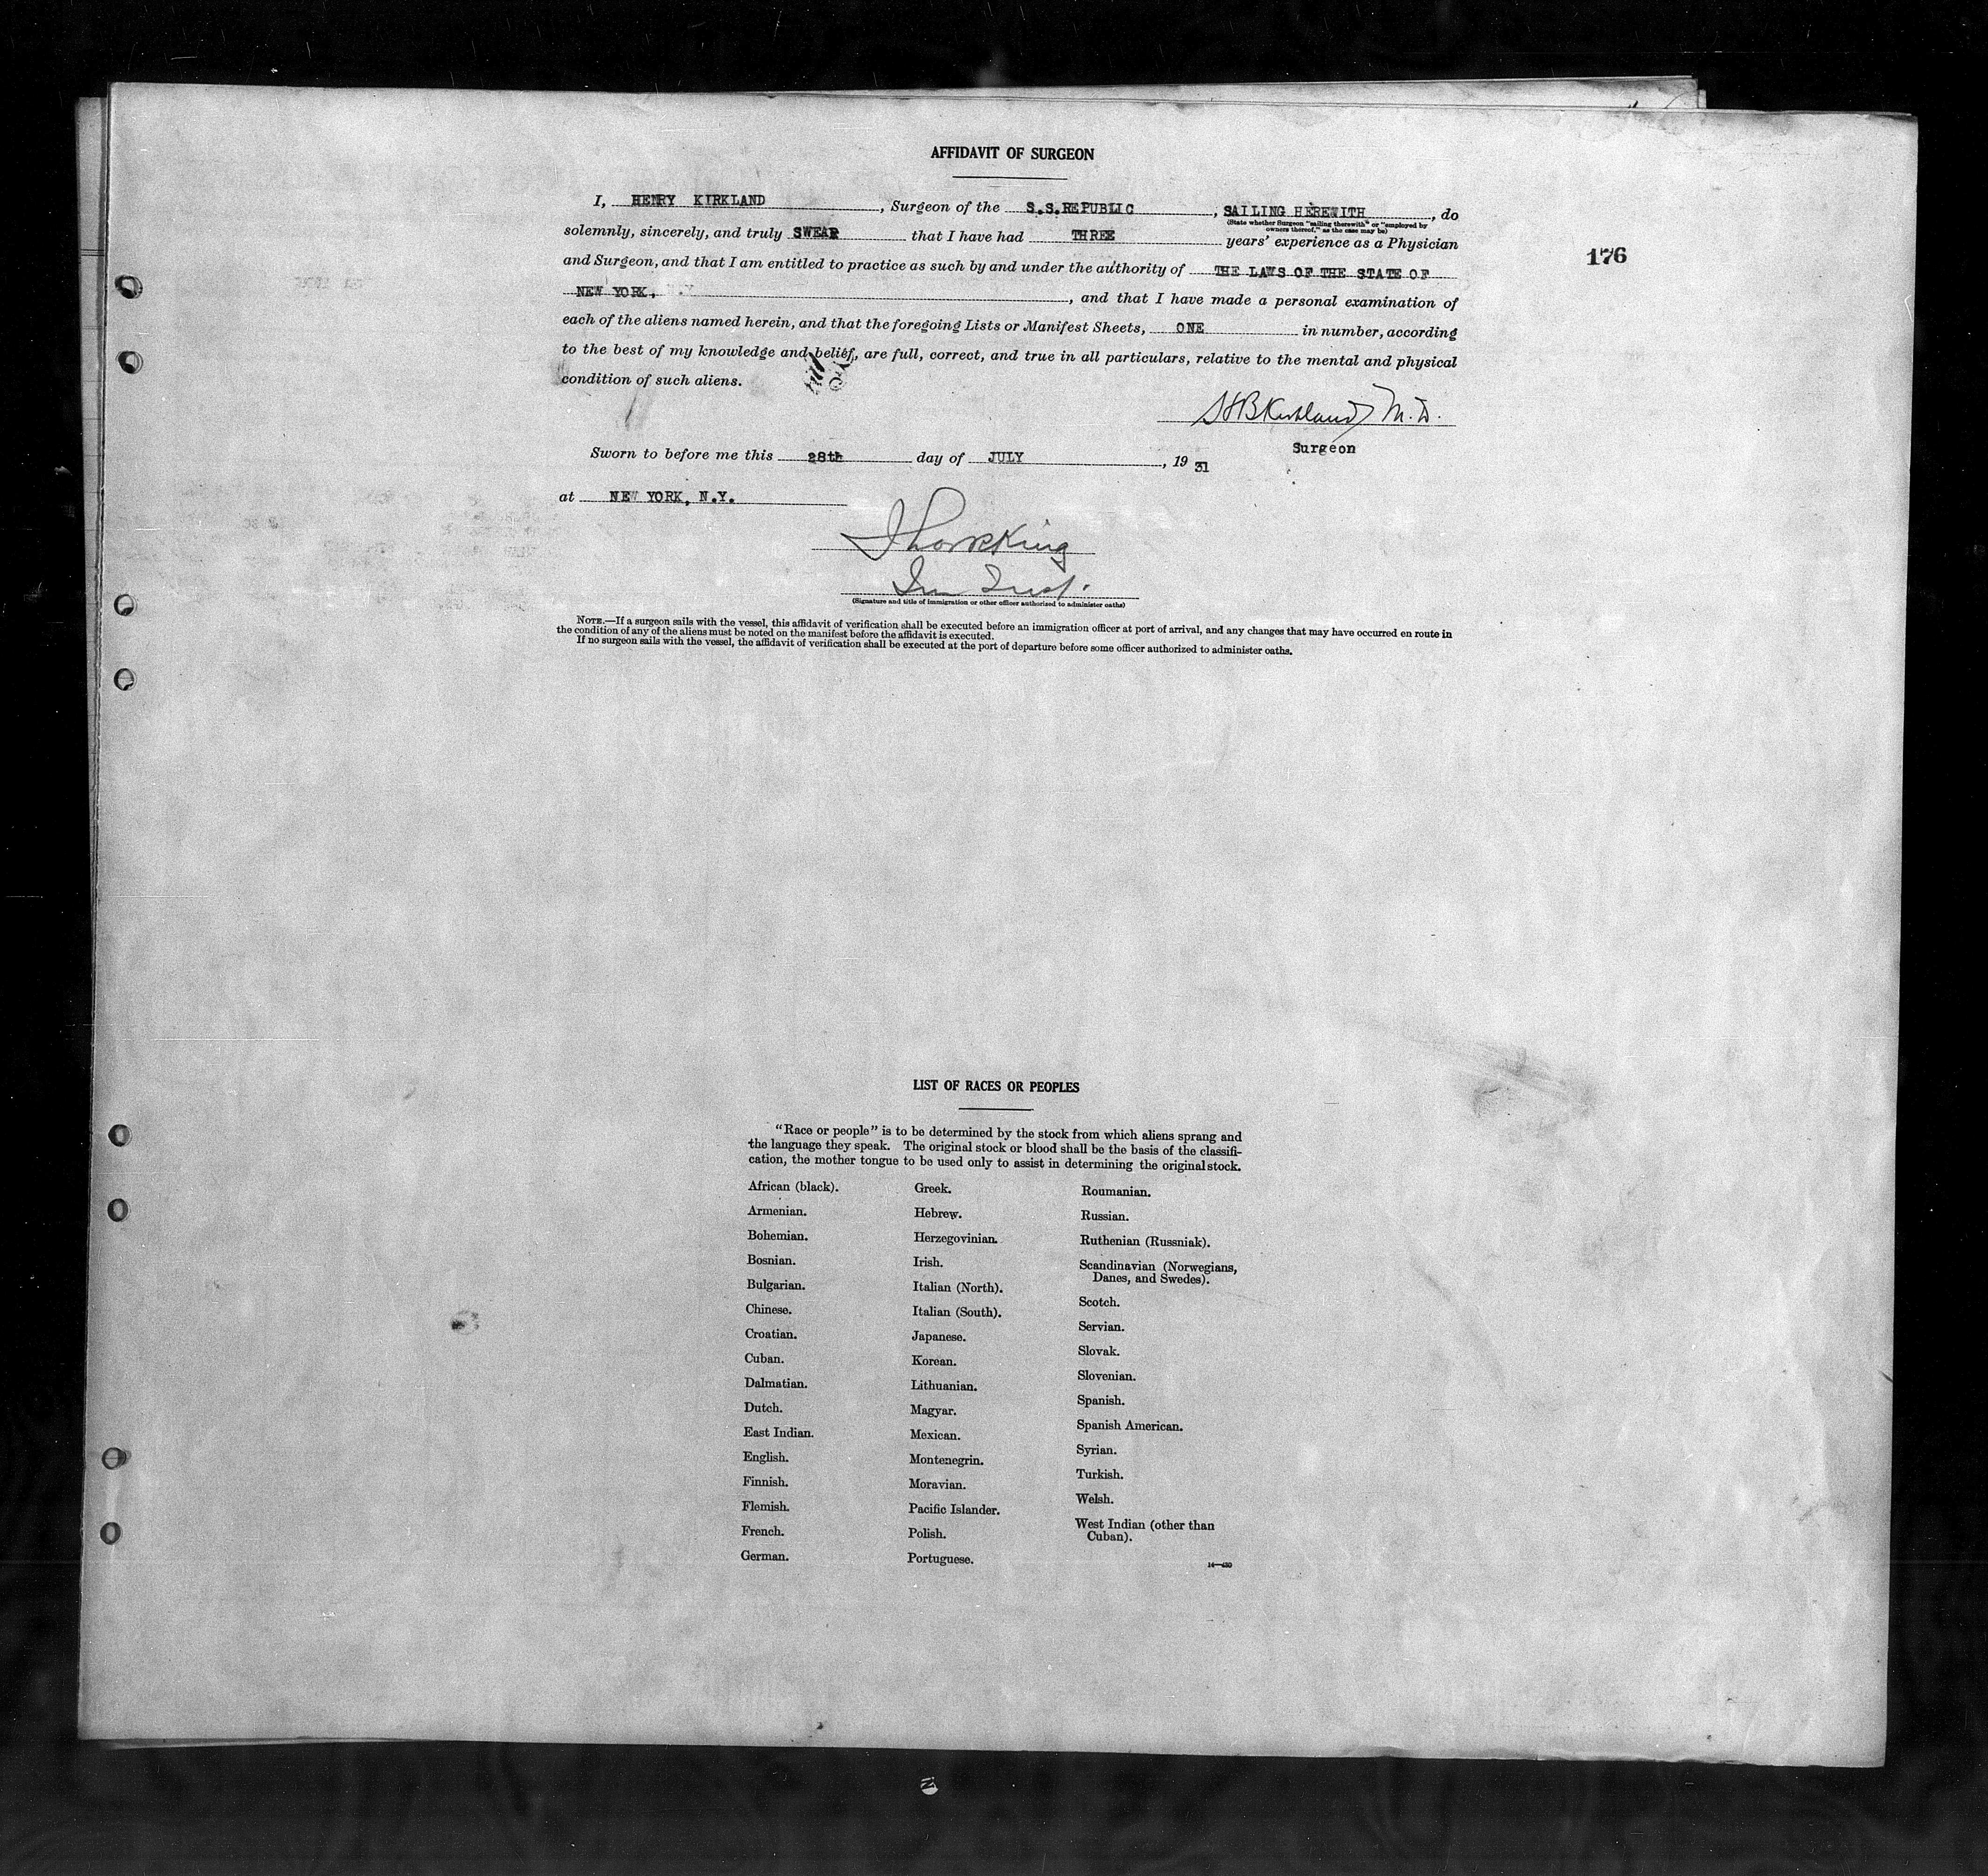 AFFIDAVIT OF SURGEON
I, HENRY KIRKLAND, Surgeon of the S.S.REPUBLIC, SAILING HEREWITH, do
(State whether Surgeon "sailing therewith" or "employed by
owners thereof," as the case may be)
solemnly, sincerely, and truly SWEAR that I have had THREE years' experience as a Physician
176
and Surgeon, and that I am entitled to practice as such by and under the authority of THE LAWS OF THE STATE OF
NEW YORK, N.Y, and that I have made a personal examination of
each of the aliens named herein, and that the foregoing Lists or Manifest Sheets, ONE in number, according
to the best of my knowledge and belief, are full, correct, and true in all particulars, relative to the mental and physical
condition of such aliens.
HBKirkland M.D.
Surgeon
Sworn to before me this 28th day of JULY, 1931
at NEW YORK, N.Y.
King
Im Insp.
(Signature and title of immigration or other officer authorized to administer oaths)
NOTE.—If a surgeon sails with the vessel, this affidavit of verification shall be executed before an immigration officer at port of arrival, and any changes that may have occurred en route in
the condition of any of the aliens must be noted on the manifest before the affidavit is executed.
If no surgeon sails with the vessel, the affidavit of verification shall be executed at the port of departure before some officer authorized to administer oaths.
LIST OF RACES OR PEOPLES
"Race or people" is to be determined by the stock from which aliens sprang and
the language they speak. The original stock or blood shall be the basis of the classifi-
cation, the mother tongue to be used only to assist in determining the original stock.
African (black).
Armenian.
Bohemian.
Bosnian.
Bulgarian.
Chinese.
Croatian.
Cuban.
Dalmatian.
Dutch.
East Indian.
English.
Finnish.
Flemish.
French.
German.
Greek.
Hebrew.
Herzegovinian.
Irish.
Italian (North).
Italian (South).
Japanese.
Korean.
Lithuanian.
Magyar.
Mexican.
Montenegrin.
Moravian.
Pacific Islander.
Polish.
Portuguese.
Roumanian.
Russian.
Ruthenian (Russniak).
Scandinavian (Norwegians,
Danes, and Swedes).
Scotch.
Servian.
Slovak.
Slovenian.
Spanish.
Spanish American.
Syrian.
Turkish.
Welsh.
West Indian (other than
Cuban).
14—430